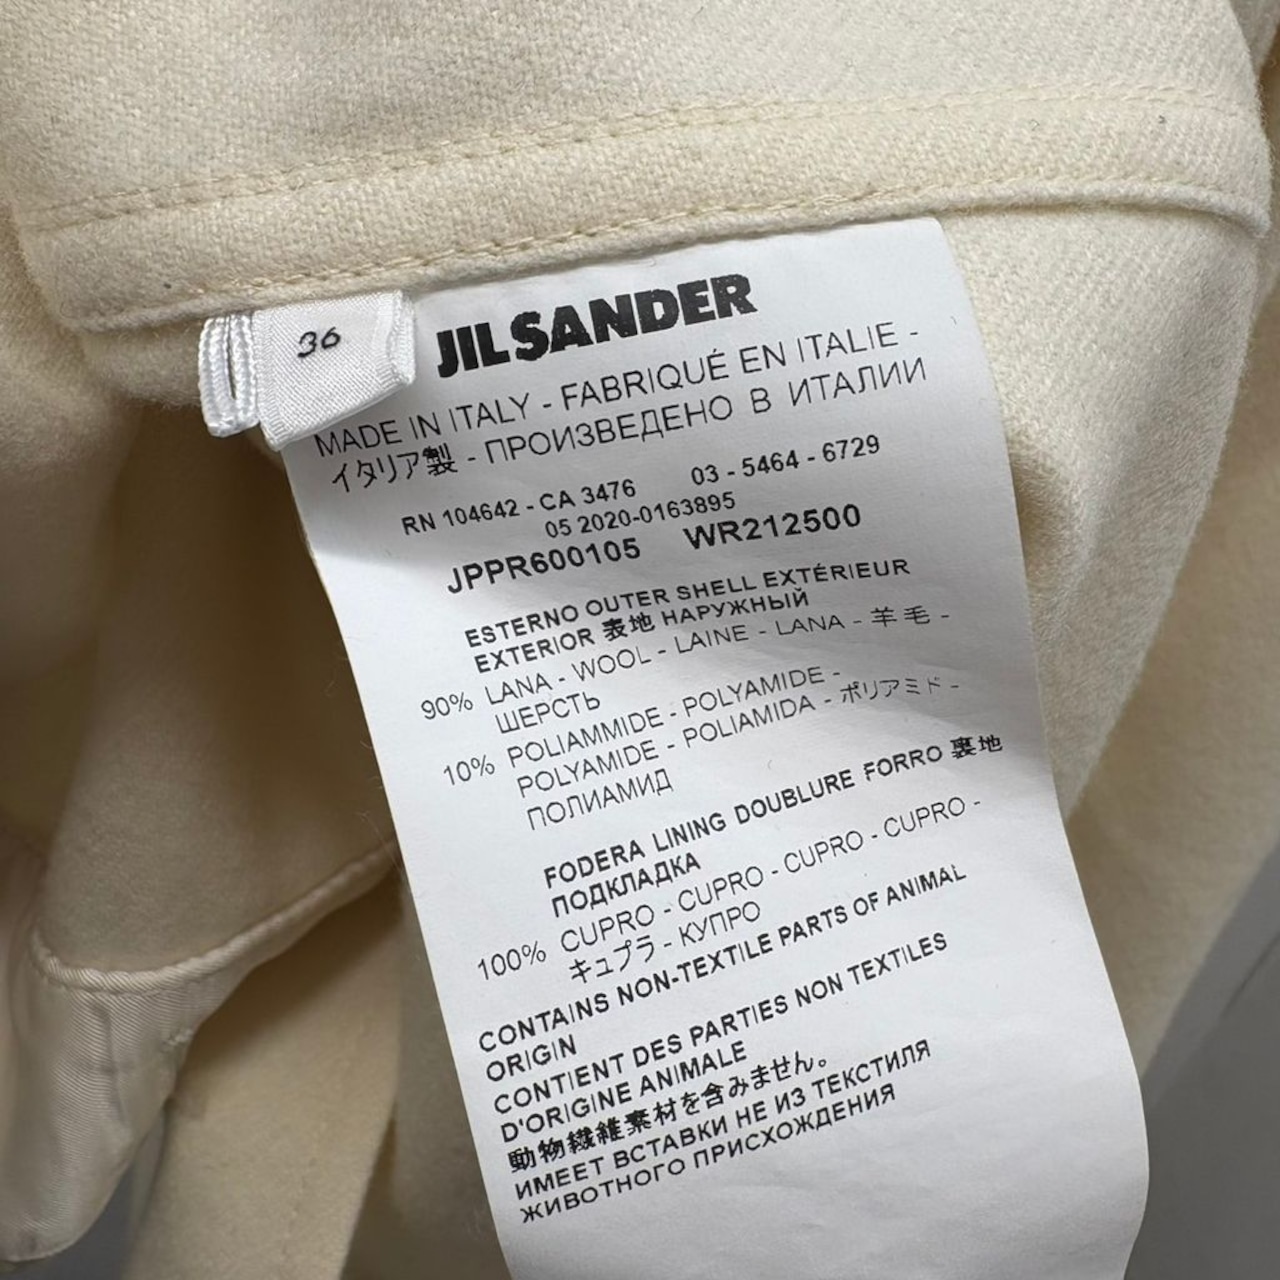 36
JIL SANDER
MADE IN ITALY - FABRIQUÉ EN ITALIE -
イタリア製 - ПРОИЗВЕДЕНО В ИТАЛИИ
RN 104642 - CA 3476 03 - 5464 - 6729
05 2020-0163895
JPPR600105 WR212500
ESTERNO OUTER SHELL EXTÉRIEUR
EXTERIOR 表地 НАРУЖНЫЙ
90% LANA - WOOL - LAINE - LANA - 羊毛 -
ШЕРСТЬ
10% POLIAMMIDE - POLYAMIDE -
POLYAMIDE - POLIAMIDA - ポリアミド -
ПОЛИАМИД
FODERA LINING DOUBLURE FORRO 裏地
ПОДКЛАДКА
100% CUPRO - CUPRO - CUPRO - CUPRO -
キュプラ - КУПРО
CONTAINS NON-TEXTILE PARTS OF ANIMAL
ORIGIN
CONTIENT DES PARTIES NON TEXTILES
D'ORIGINE ANIMALE
動物繊維素材を含みません。
ИМЕЕТ ВСТАВКИ НЕ ИЗ ТЕКСТИЛЯ
ЖИВОТНОГО ПРИСХОЖДЕНИЯ